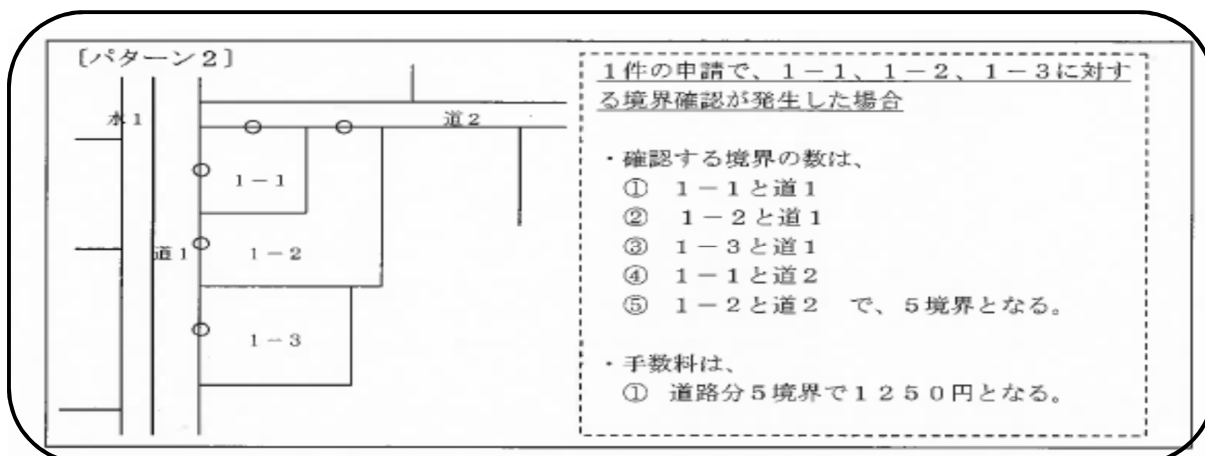 ［パターン２］
水１
道２
１－１
道１
１－２
１－３
１件の申請で、１－１、１－２、１－３に対す
る境界確認が発生した場合
・確認する境界の数は、
① １－１と道１
② １－２と道１
③ １－３と道１
④ １－１と道２
⑤ １－２と道２ で、５境界となる。
・手数料は、
① 道路分５境界で１２５０円となる。